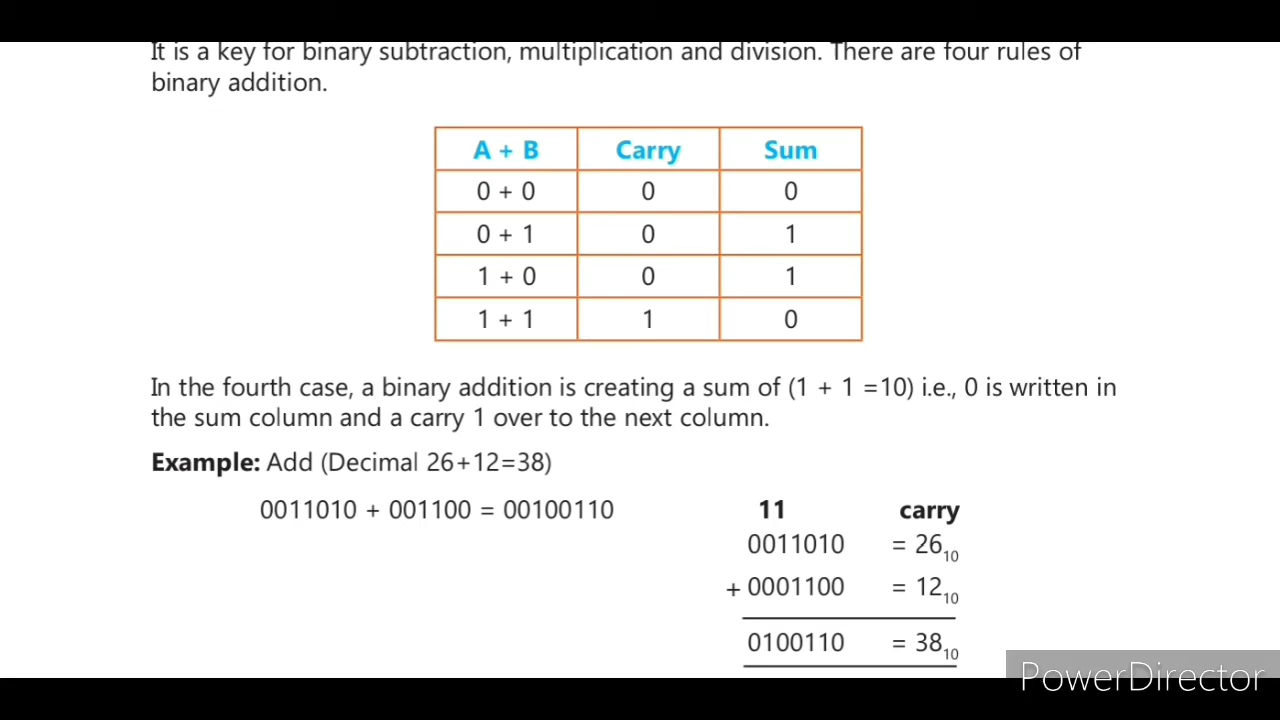 It is a key for binary subtraction, multiplication and division. There are four rules of
binary addition.
A + B Carry Sum
0 + 0 0 0
0 + 1 0 1
1 + 0 0 1
1 + 1 1 0
In the fourth case, a binary addition is creating a sum of (1 + 1 =10) i.e., 0 is written in
the sum column and a carry 1 over to the next column.
Example: Add (Decimal 26+12=38)
0011010 + 001100 = 00100110 11 carry
0011010 = 26₁₀
+ 0001100 = 12₁₀
0100110 = 38₁₀
PowerDirector